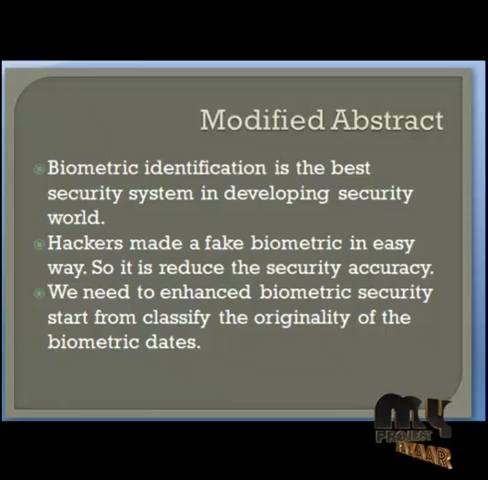 Modified Abstract
Biometric identification is the best
security system in developing security
world.
Hackers made a fake biometric in easy
way. So it is reduce the security accuracy.
We need to enhanced biometric security
start from classify the originality of the
biometric dates.
MY
PROJECT
BAZAAR